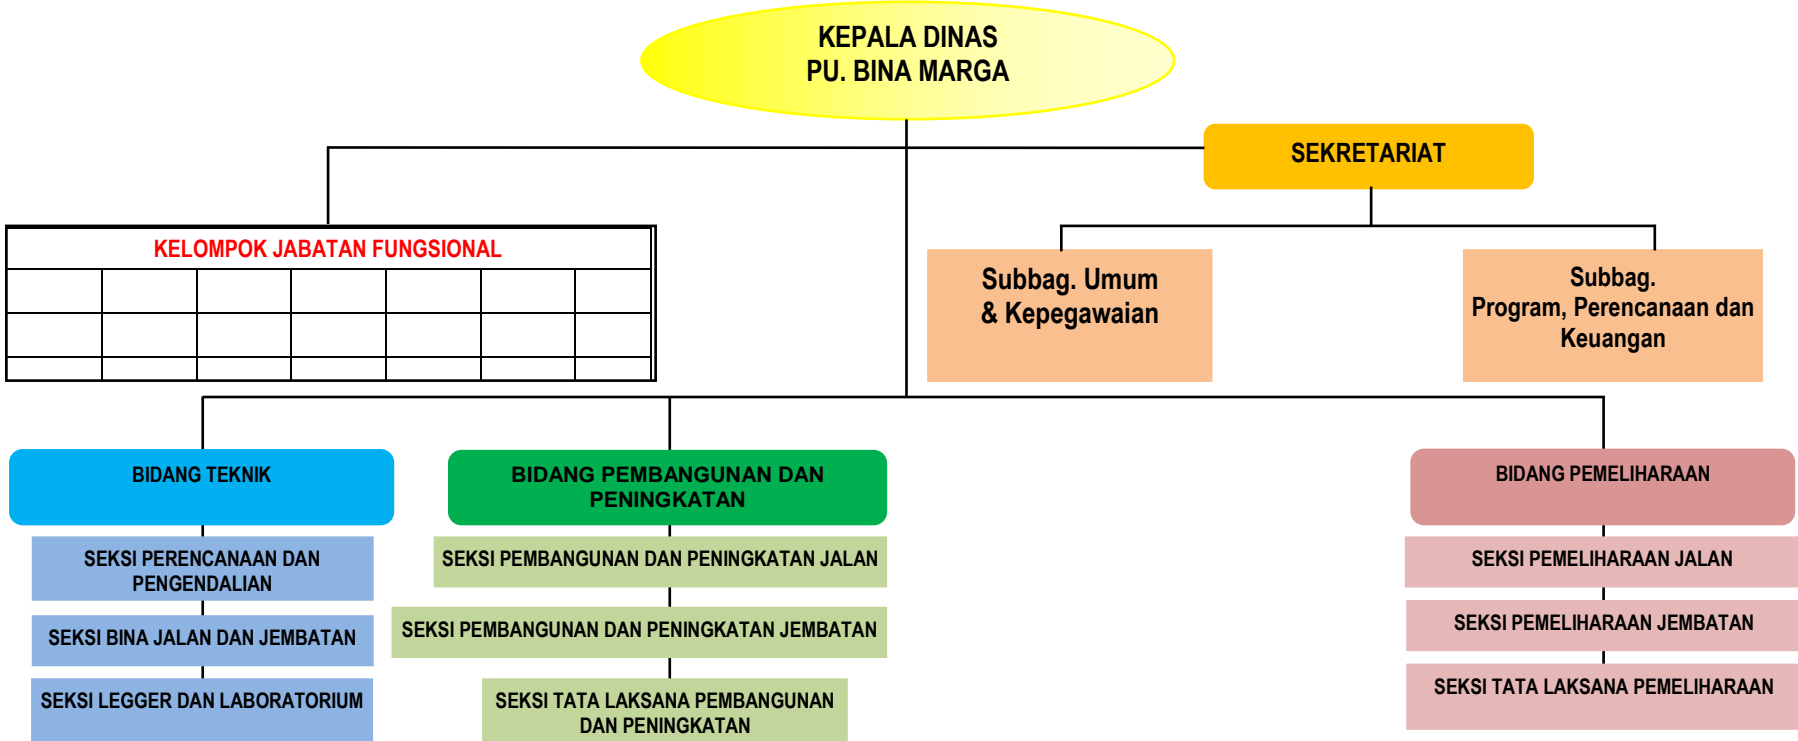 KEPALA DINAS
PU. BINA MARGA
SEKRETARIAT
KELOMPOK JABATAN FUNGSIONAL
Subbag. Umum
& Kepegawaian
Subbag.
Program, Perencanaan dan
Keuangan
BIDANG TEKNIK
SEKSI PERENCANAAN DAN
PENGENDALIAN
SEKSI BINA JALAN DAN JEMBATAN
SEKSI LEGGER DAN LABORATORIUM
BIDANG PEMBANGUNAN DAN
PENINGKATAN
SEKSI PEMBANGUNAN DAN PENINGKATAN JALAN
SEKSI PEMBANGUNAN DAN PENINGKATAN JEMBATAN
SEKSI TATA LAKSANA PEMBANGUNAN
DAN PENINGKATAN
BIDANG PEMELIHARAAN
SEKSI PEMELIHARAAN JALAN
SEKSI PEMELIHARAAN JEMBATAN
SEKSI TATA LAKSANA PEMELIHARAAN